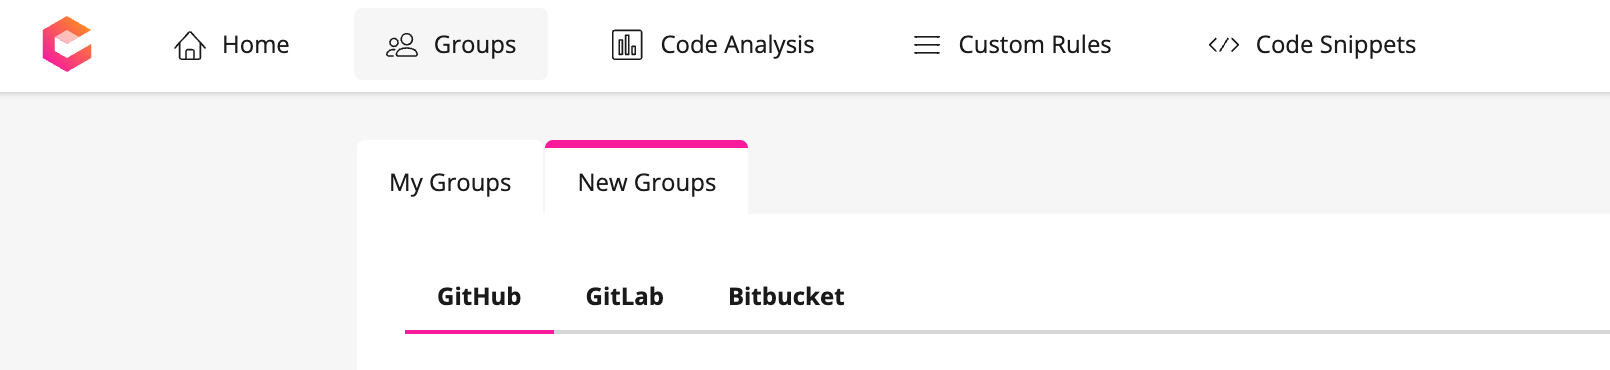 Home Groups Code Analysis Custom Rules Code Snippets
My Groups New Groups
GitHub GitLab Bitbucket